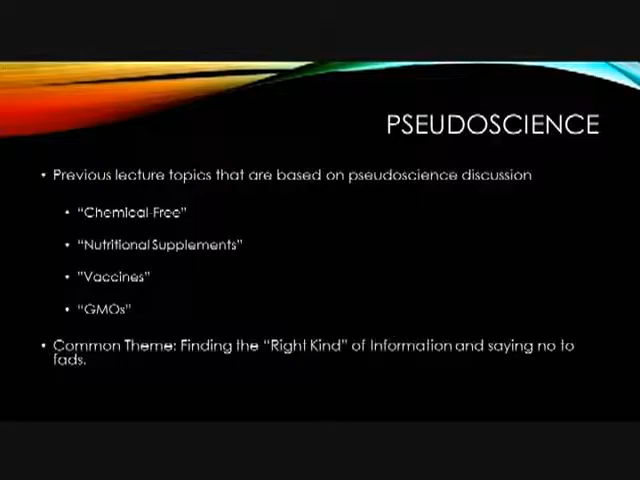 PSEUDOSCIENCE
• Previous lecture topics that are based on pseudoscience discussion
• “Chemical-Free”
• “Nutritional Supplements”
• ”Vaccines”
• “GMOs”
• Common Theme: Finding the “Right Kind” of Information and saying no to
fads.